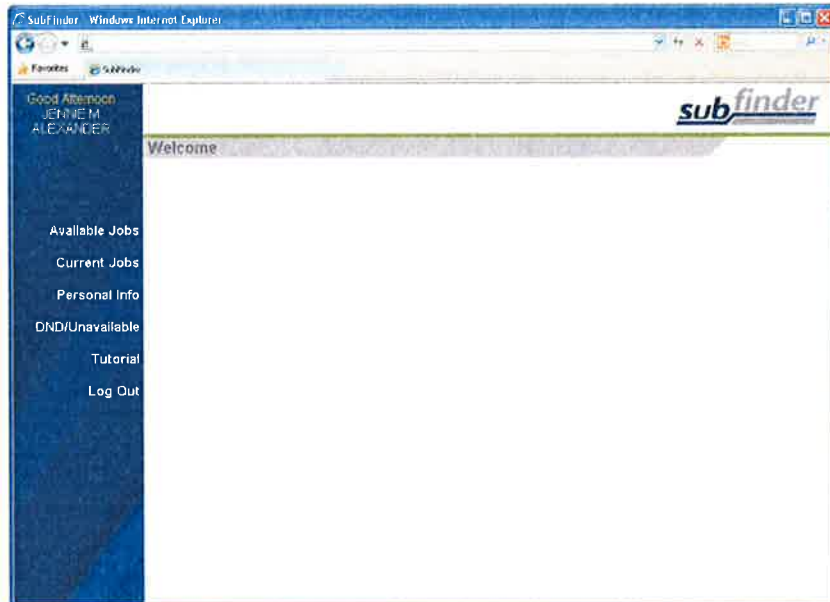 SubFinder Windows Internet Explorer
Favorites SubFinder
Good Afternoon
JENNIE M
ALEXANDER
subfinder
Welcome
Available Jobs
Current Jobs
Personal Info
DND/Unavailable
Tutorial
Log Out